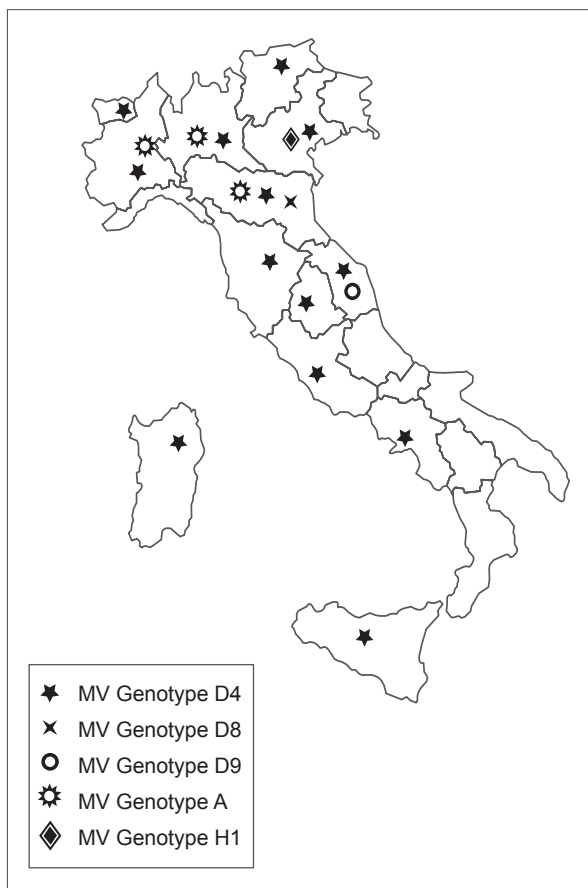 MV Genotype D4
MV Genotype D8
MV Genotype D9
MV Genotype A
MV Genotype H1